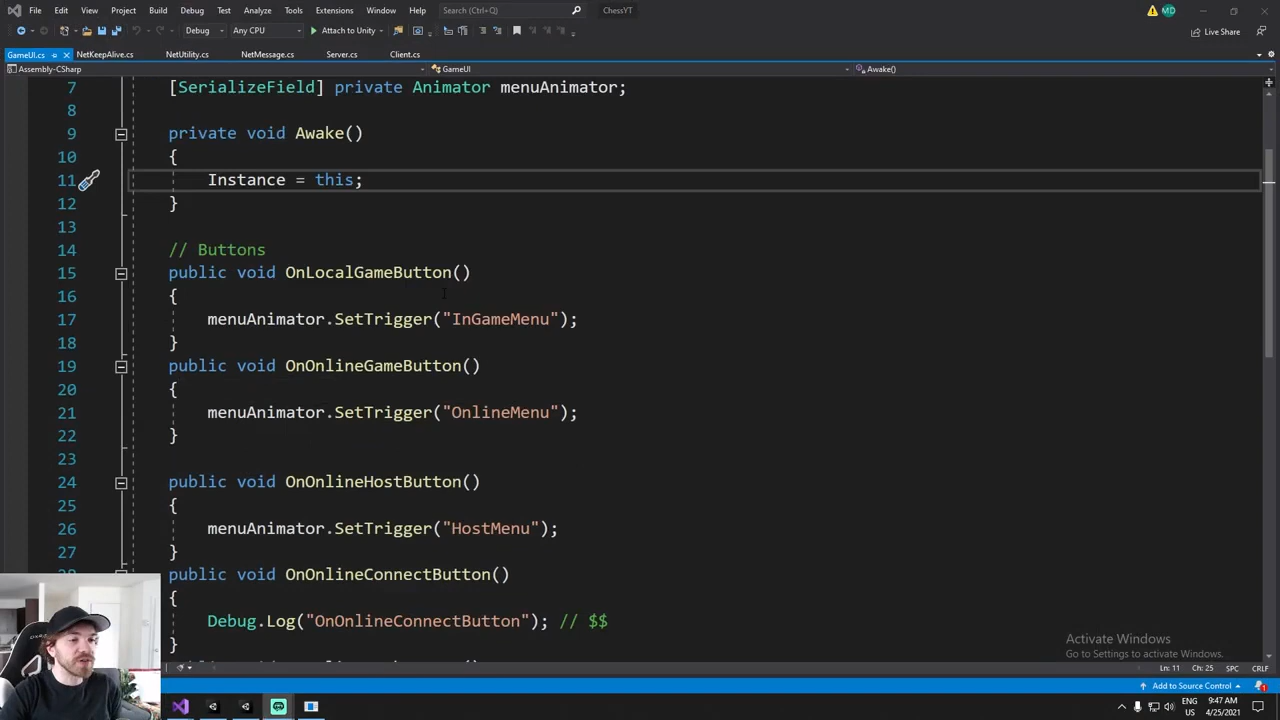 File Edit View Project Build Debug Test Analyze Tools Extensions Window Help Search (Ctrl+Q) ChessYT MD
Debug Any CPU Attach to Unity Live Share
GameUI.cs NetKeepAlive.cs NetUtility.cs NetMessage.cs Server.cs Client.cs
Assembly-CSharp GameUI Awake()
7 [SerializeField] private Animator menuAnimator;
8
9 private void Awake()
10 {
11 Instance = this;
12 }
13
14 // Buttons
15 public void OnLocalGameButton()
16 {
17 menuAnimator.SetTrigger("InGameMenu");
18 }
19 public void OnOnlineGameButton()
20 {
21 menuAnimator.SetTrigger("OnlineMenu");
22 }
23
24 public void OnOnlineHostButton()
25 {
26 menuAnimator.SetTrigger("HostMenu");
27 }
public void OnOnlineConnectButton()
{
Debug.Log("OnOnlineConnectButton"); // $$
}
Activate Windows
Go to Settings to activate Windows.
Ln: 11 Ch: 25 SPC CRLF
Add to Source Control
ENG 9:47 AM
US 4/25/2021